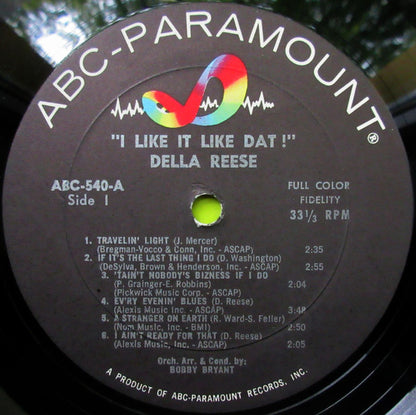 ABC-PARAMOUNT®
"I LIKE IT LIKE DAT!"
DELLA REESE
ABC-540-A
Side 1
FULL COLOR
FIDELITY
33 1/3 RPM
1. TRAVELIN' LIGHT (J. Mercer)
(Bregman-Vocco & Conn, Inc. - ASCAP) 2:35
2. IF IT'S THE LAST THING I DO (D. Washington)
(DeSylva, Brown & Henderson, Inc. - ASCAP) 2:55
3. 'TAIN'T NOBODY'S BIZNESS IF I DO
(P. Grainger-E. Robbins) 2:04
(Pickwick Music Corp. - ASCAP)
4. EV'RY EVENIN' BLUES (D. Reese)
(Alexis Music, Inc. - ASCAP) 3:48
5. A STRANGER ON EARTH (R. Ward-S. Feller)
(Nom Music, Inc. - BMI) 2:50
6. I AIN'T READY FOR THAT (D. Reese)
(Alexis Music, Inc. - ASCAP) 2:05
Orch. Arr. & Cond. by:
BOBBY BRYANT
A PRODUCT OF ABC-PARAMOUNT RECORDS, INC.